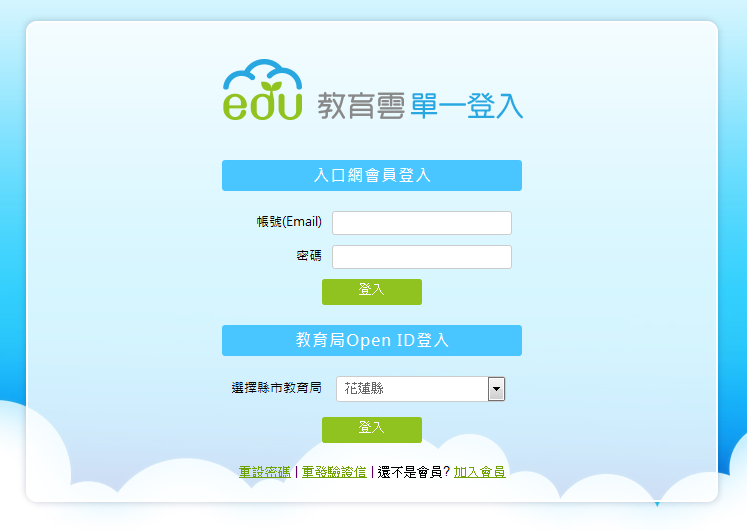 edu 教育雲單一登入
入口網會員登入
帳號(Email)
密碼
登入
教育局Open ID登入
選擇縣市教育局 花蓮縣
登入
重設密碼 | 重發驗證信 | 還不是會員? 加入會員